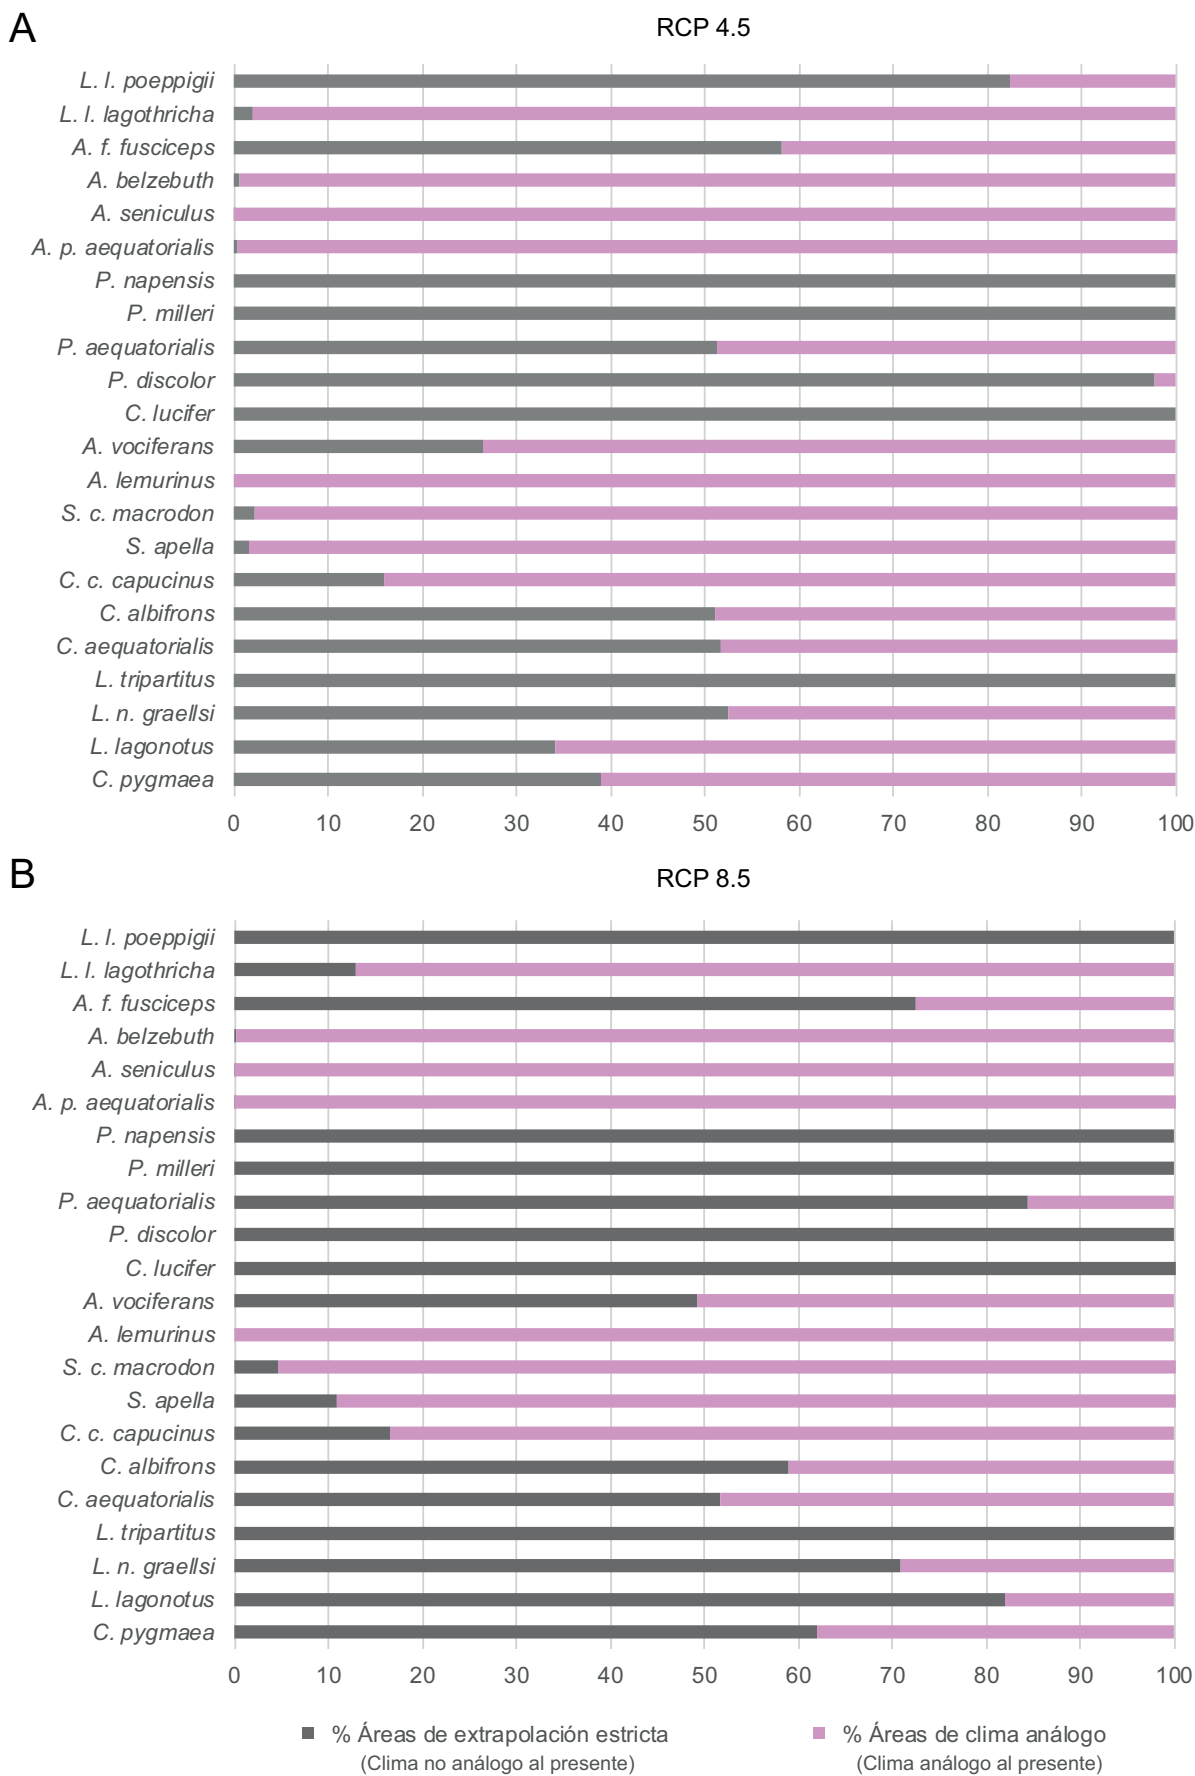 A
RCP 4.5
L. l. poeppigii
L. l. lagothricha
A. f. fusciceps
A. belzebuth
A. seniculus
A. p. aequatorialis
P. napensis
P. milleri
P. aequatorialis
P. discolor
C. lucifer
A. vociferans
A. lemurinus
S. c. macrodon
S. apella
C. c. capucinus
C. albifrons
C. aequatorialis
L. tripartitus
L. n. graellsi
L. lagonotus
C. pygmaea
0 10 20 30 40 50 60 70 80 90 100
B
RCP 8.5
L. l. poeppigii
L. l. lagothricha
A. f. fusciceps
A. belzebuth
A. seniculus
A. p. aequatorialis
P. napensis
P. milleri
P. aequatorialis
P. discolor
C. lucifer
A. vociferans
A. lemurinus
S. c. macrodon
S. apella
C. c. capucinus
C. albifrons
C. aequatorialis
L. tripartitus
L. n. graellsi
L. lagonotus
C. pygmaea
0 10 20 30 40 50 60 70 80 90 100
% Áreas de extrapolación estricta
(Clima no análogo al presente)
% Áreas de clima análogo
(Clima análogo al presente)